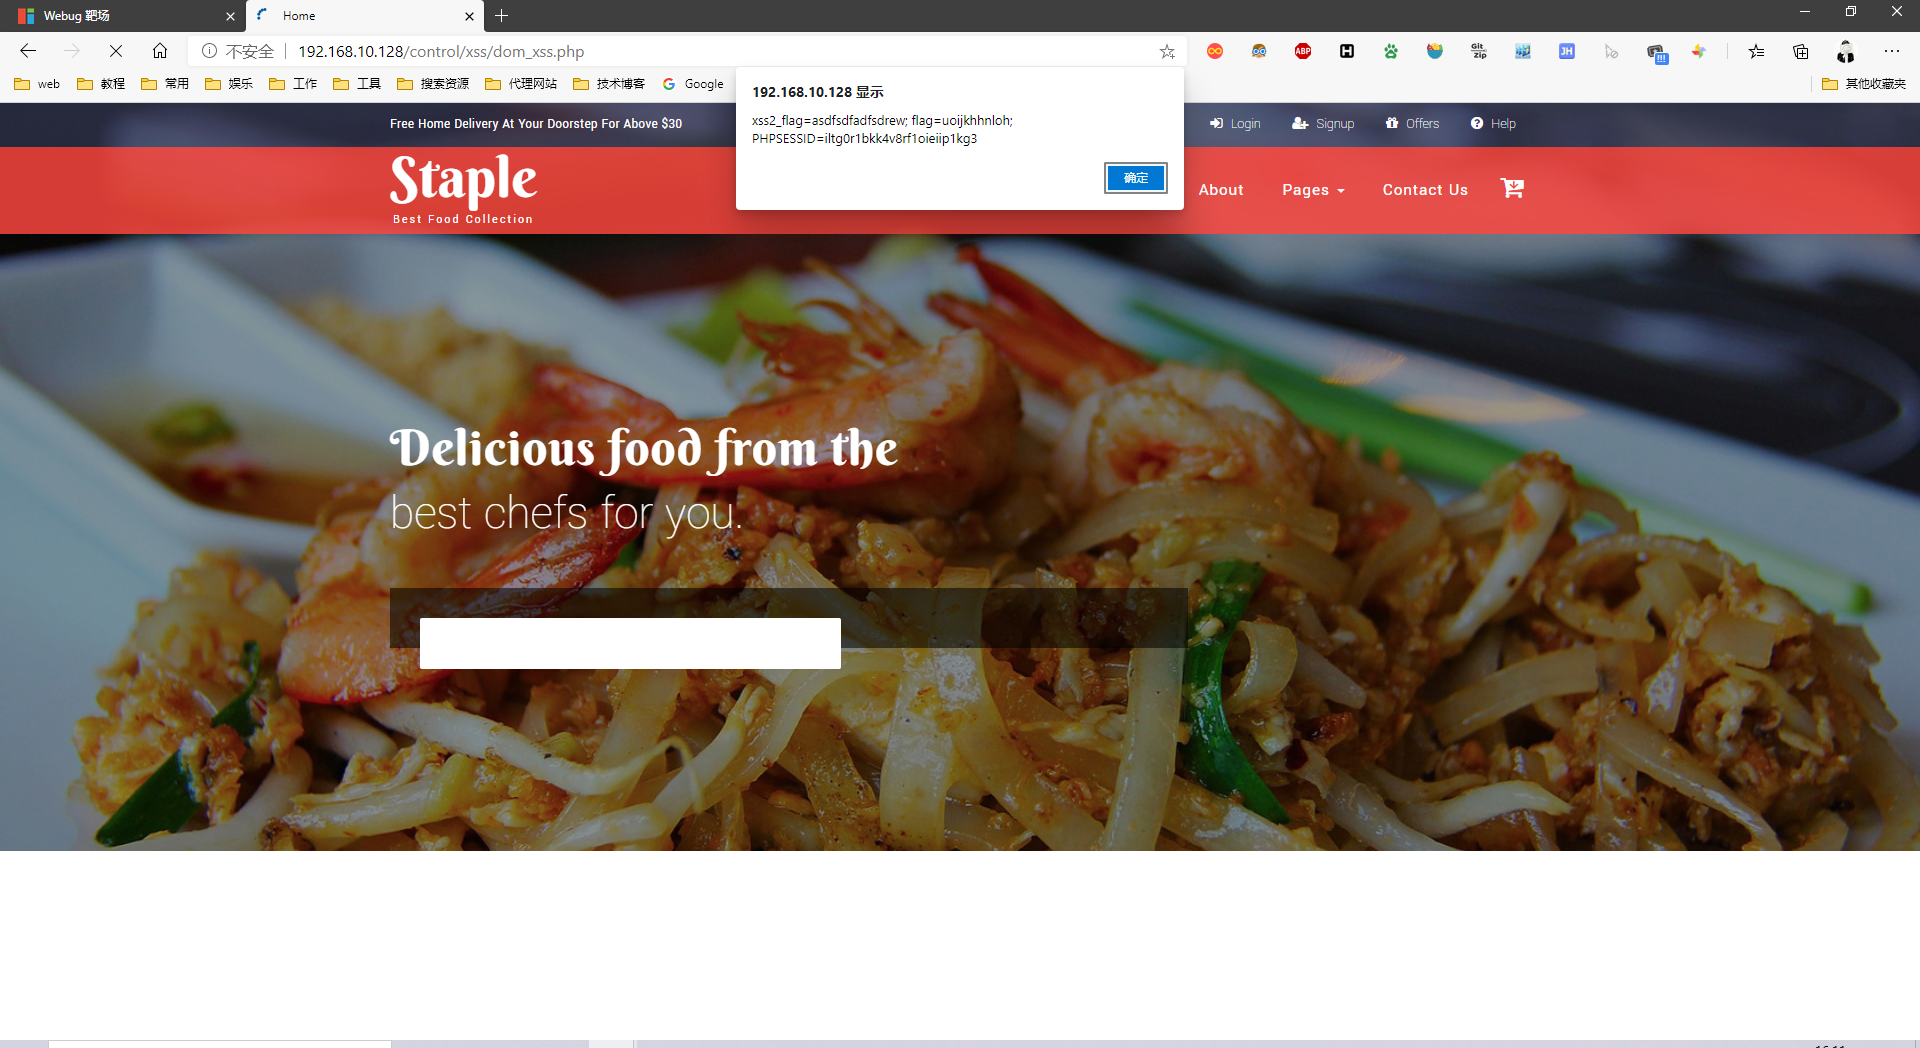 Webug 靶场
Home
不安全
192.168.10.128/control/xss/dom_xss.php
ABP
H
Git Zip
JH
web
教程
常用
娱乐
工作
工具
搜索资源
代理网站
技术博客
Google
其他收藏夹
192.168.10.128 显示
xss2_flag=asdfsdfadfsdrew; flag=uoijkhhnloh;
PHPSESSID=iltg0r1bkk4v8rf1oieiip1kg3
确定
Free Home Delivery At Your Doorstep For Above $30
Login
Signup
Offers
Help
Staple
Best Food Collection
About
Pages
Contact Us
Delicious food from the
best chefs for you.